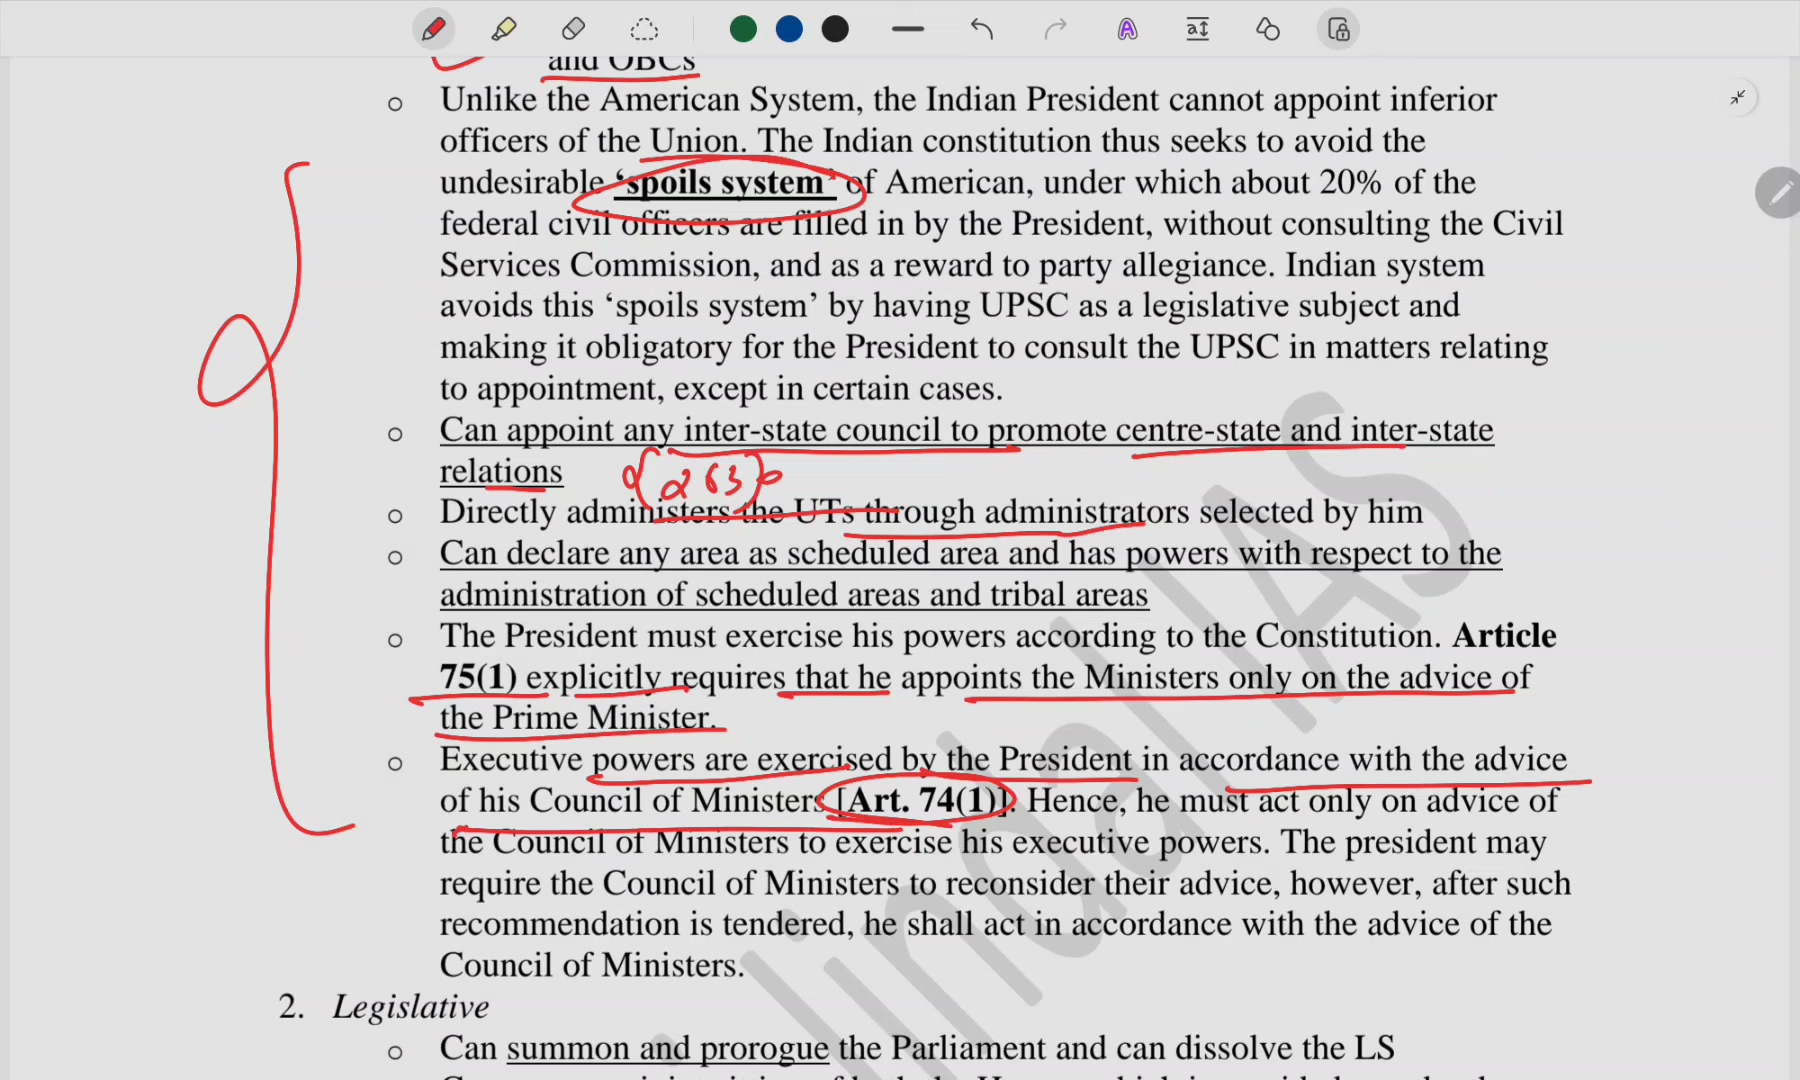 and OBCs
o Unlike the American System, the Indian President cannot appoint inferior
officers of the Union. The Indian constitution thus seeks to avoid the
undesirable ‘spoils system’ of American, under which about 20% of the
federal civil officers are filled in by the President, without consulting the Civil
Services Commission, and as a reward to party allegiance. Indian system
avoids this ‘spoils system’ by having UPSC as a legislative subject and
making it obligatory for the President to consult the UPSC in matters relating
to appointment, except in certain cases.
o Can appoint any inter-state council to promote centre-state and inter-state
relations
(263)
o Directly administers the UTs through administrators selected by him
o Can declare any area as scheduled area and has powers with respect to the
administration of scheduled areas and tribal areas
o The President must exercise his powers according to the Constitution. Article
75(1) explicitly requires that he appoints the Ministers only on the advice of
the Prime Minister.
o Executive powers are exercised by the President in accordance with the advice
of his Council of Ministers [Art. 74(1)]. Hence, he must act only on advice of
the Council of Ministers to exercise his executive powers. The president may
require the Council of Ministers to reconsider their advice, however, after such
recommendation is tendered, he shall act in accordance with the advice of the
Council of Ministers.
2. Legislative
o Can summon and prorogue the Parliament and can dissolve the LS
Jindal IAS